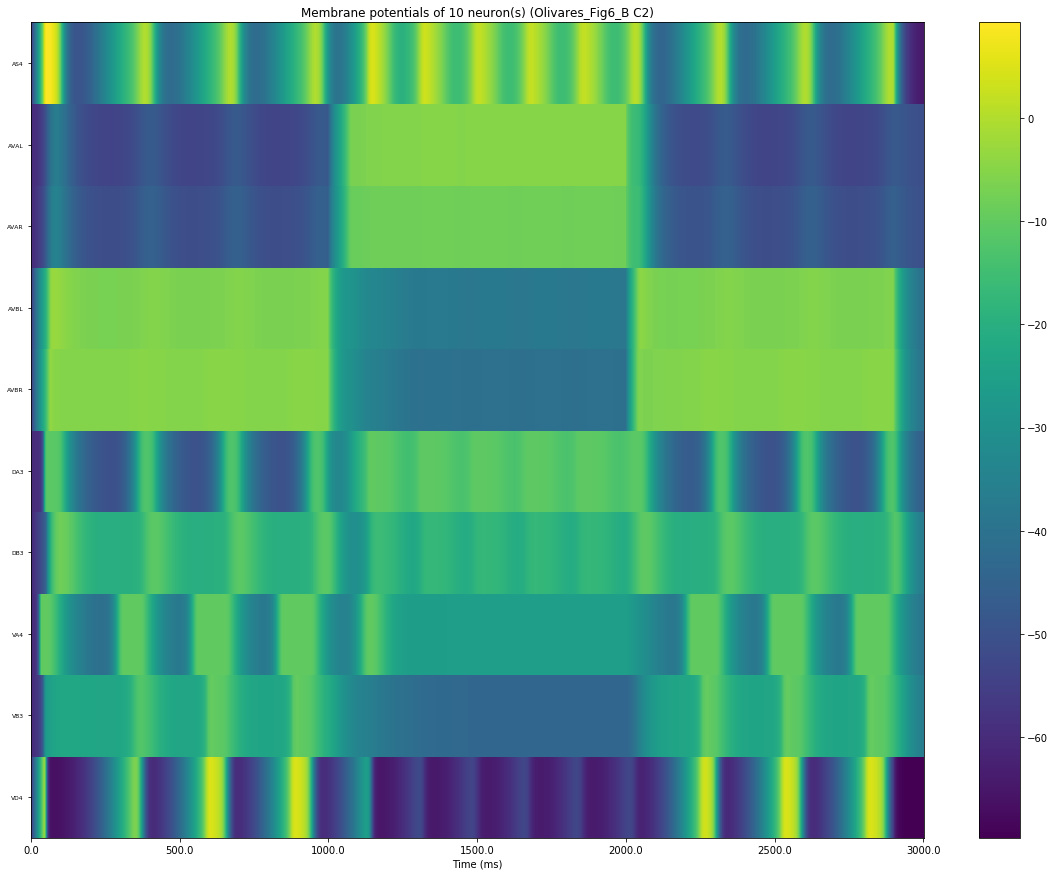 Membrane potentials of 10 neuron(s) (Olivares_Fig6_B C2)
AS4
AVAL
AVAR
AVBL
AVBR
DA3
DB3
VA4
VB3
VD4
0.0 500.0 1000.0 1500.0 2000.0 2500.0 3000.0
Time (ms)
0
−10
−20
−30
−40
−50
−60